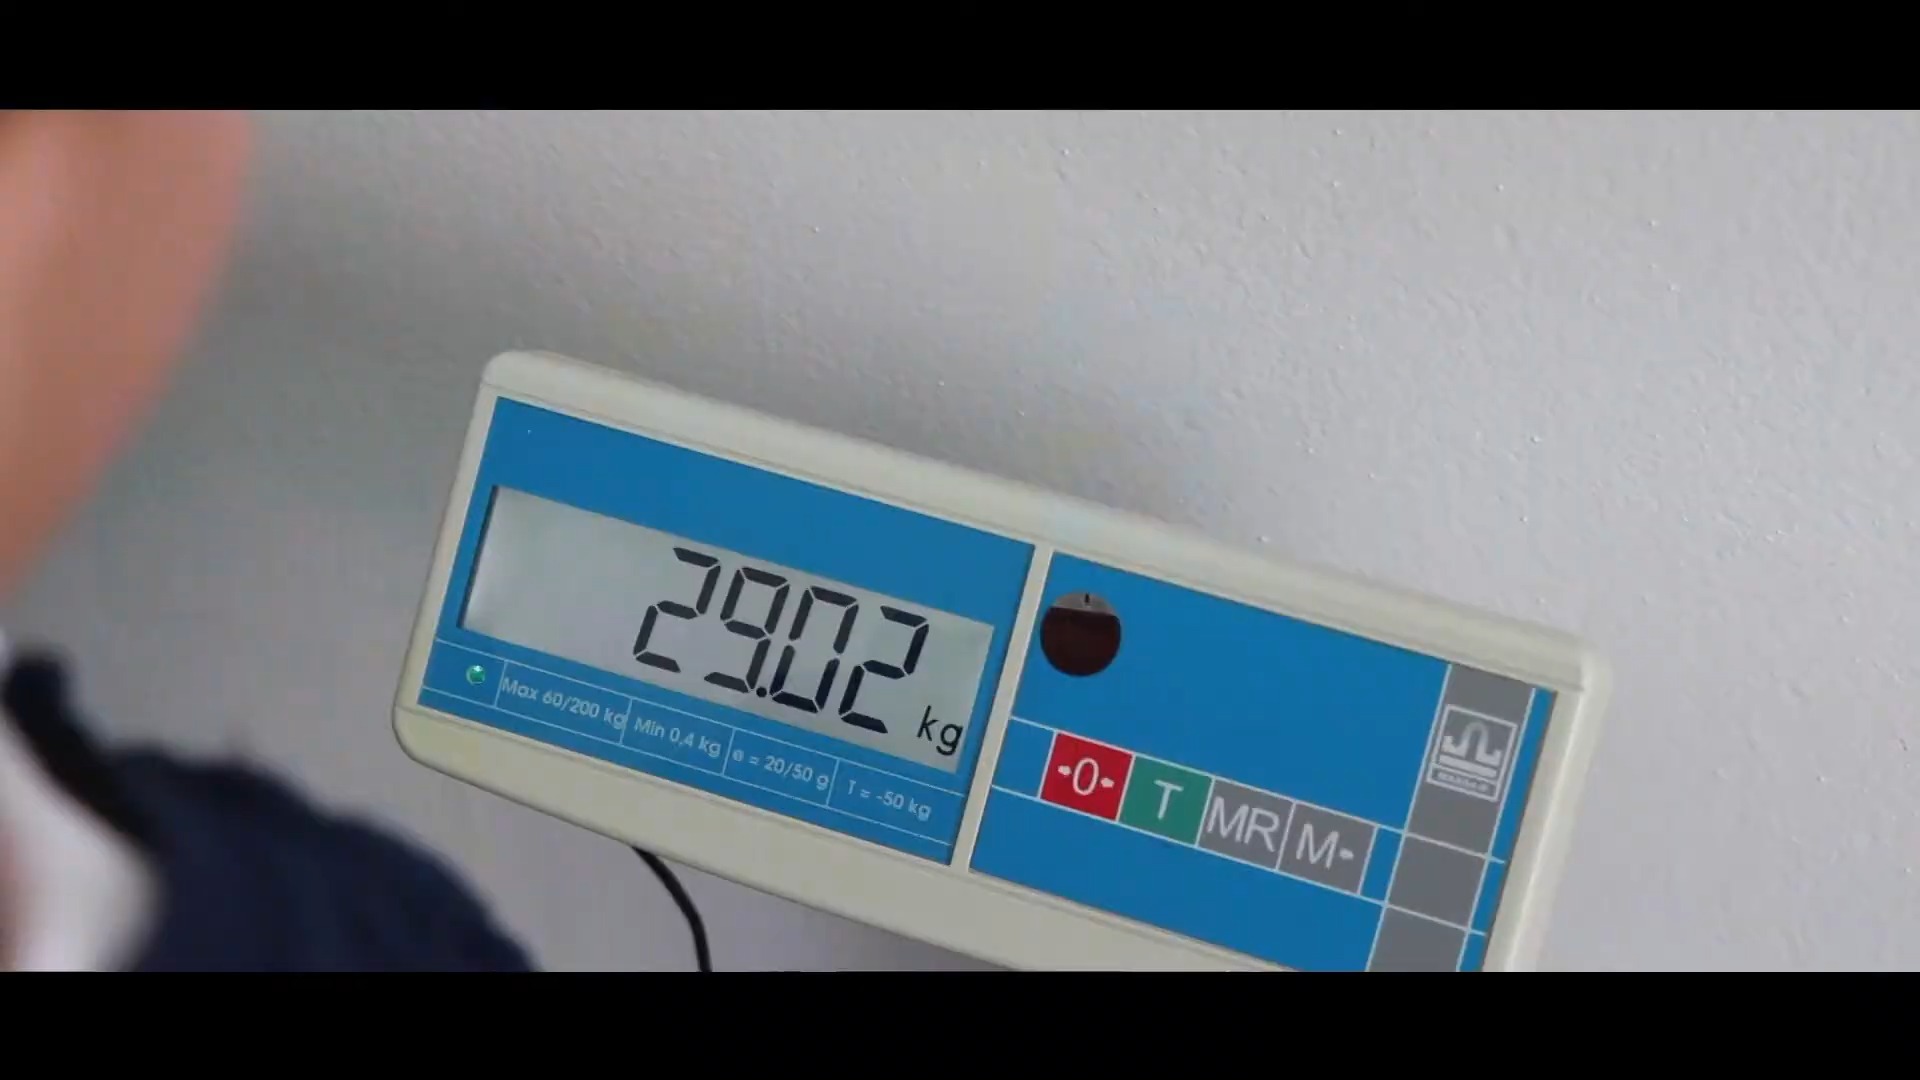 29.02 kg
Max 60/200 kg Min 0,4 kg e = 20/50 g T = -50 kg
0 T MR M